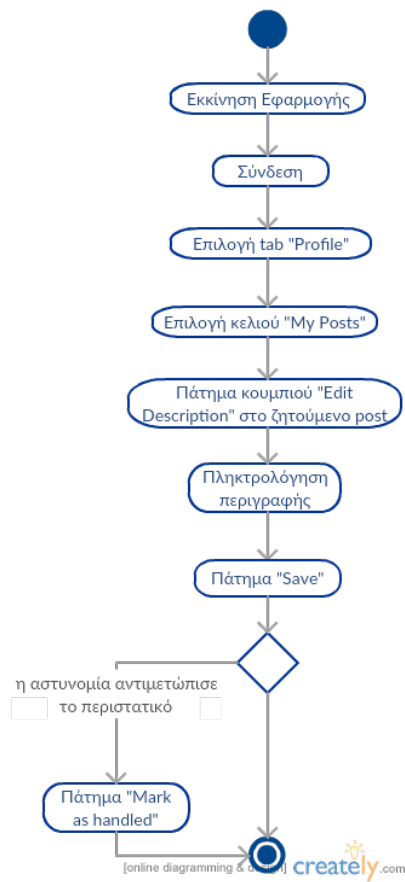 Εκκίνηση Εφαρμογής
Σύνδεση
Επιλογή tab "Profile"
Επιλογή κελιού "My Posts"
Πάτημα κουμπιού "Edit
Description" στο ζητούμενο post
Πληκτρολόγηση
περιγραφής
Πάτημα "Save"
η αστυνομία αντιμετώπισε
το περιστατικό
Πάτημα "Mark
as handled"
[online diagramming & design] creately.com